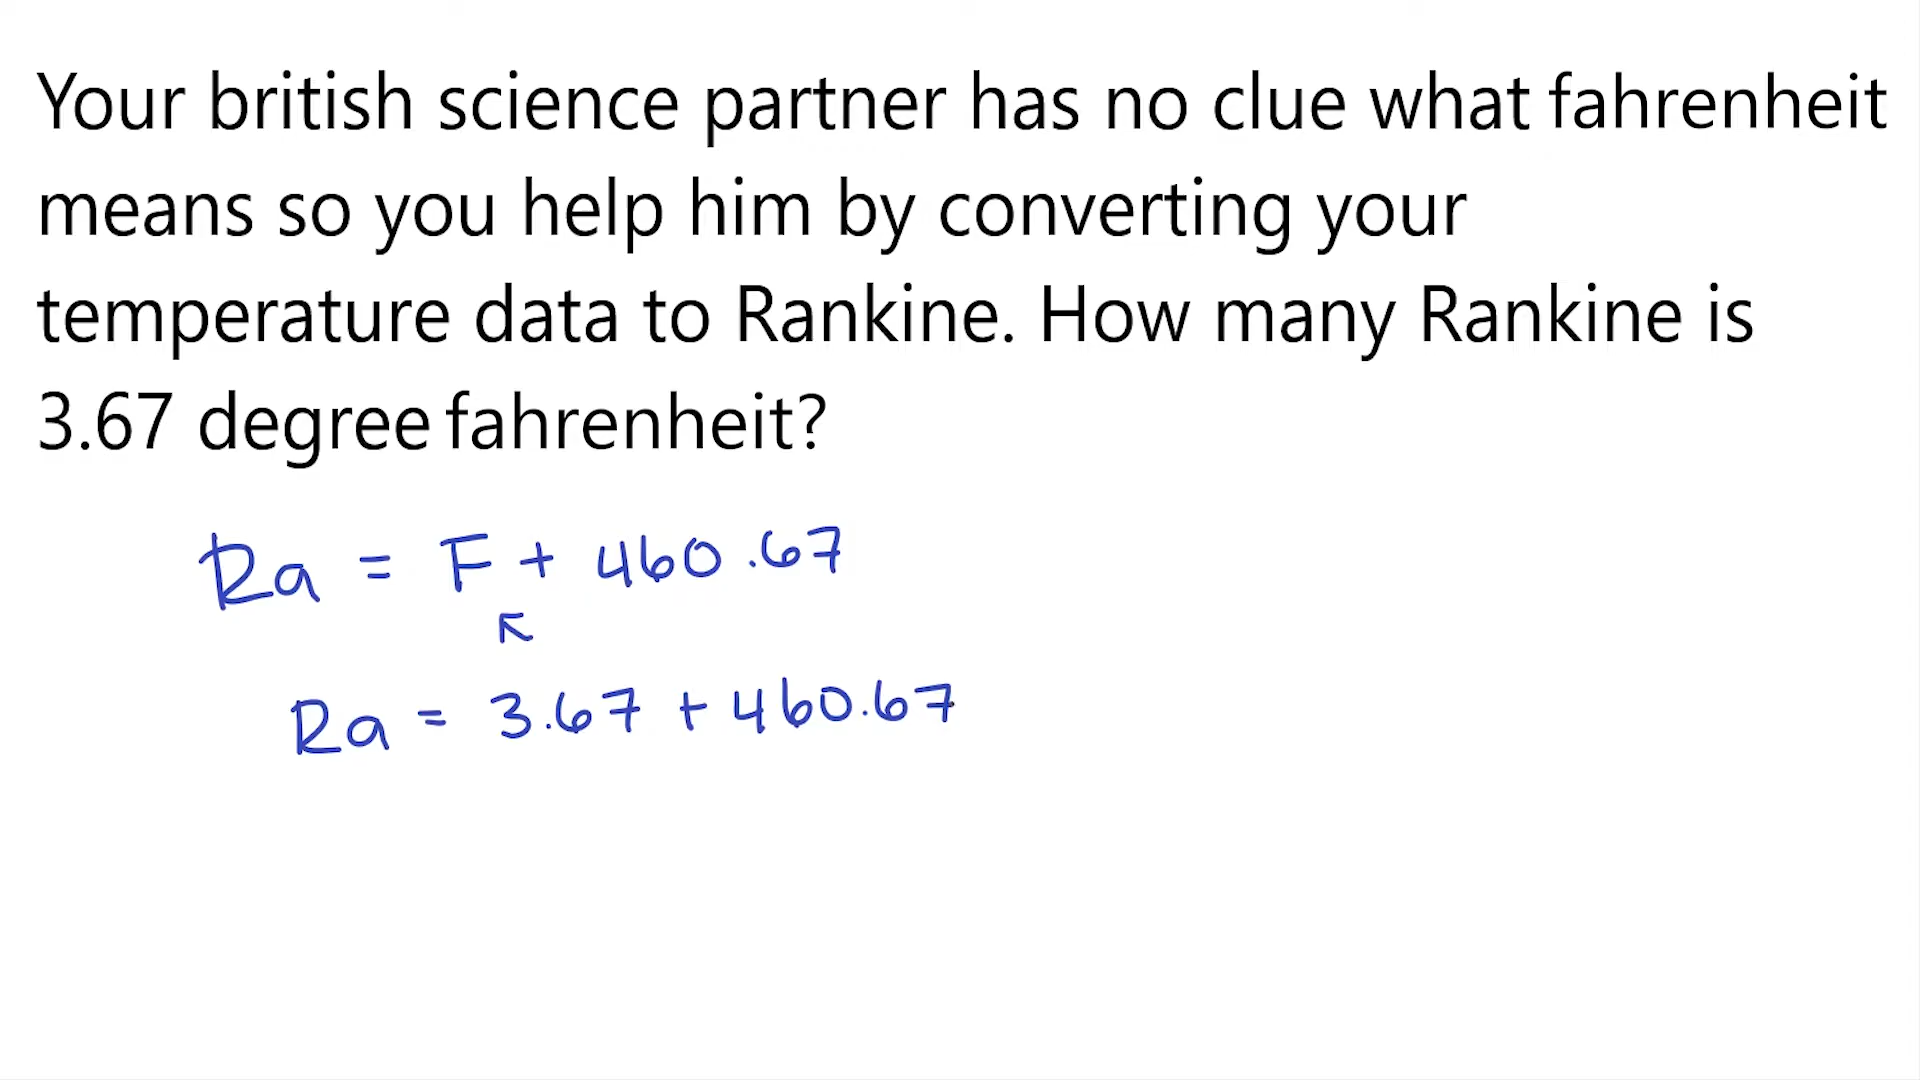 Your british science partner has no clue what fahrenheit
means so you help him by converting your
temperature data to Rankine. How many Rankine is
3.67 degree fahrenheit?
Ra = F + 460.67
Ra = 3.67 + 460.67